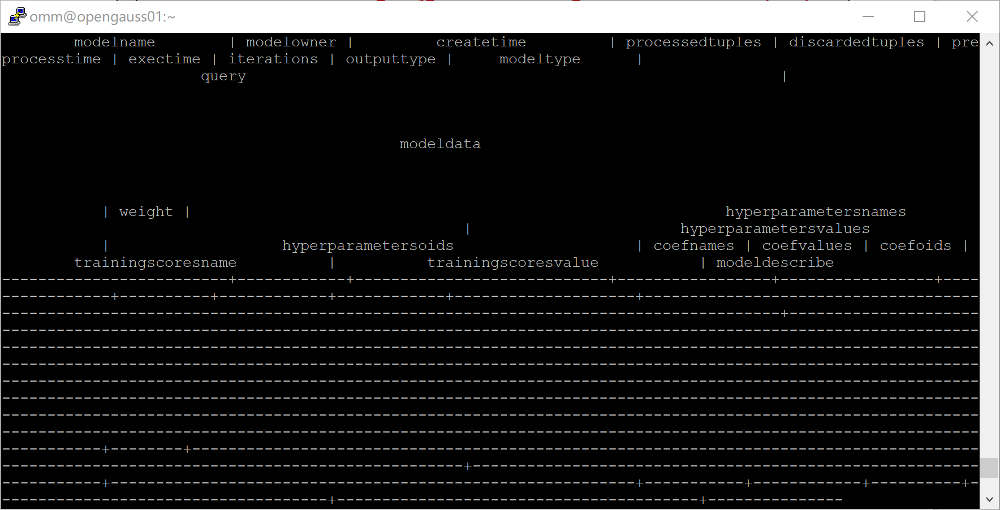 omm@opengauss01:~
modelname | modelowner | createtime | processedtuples | discardedtuples | pre
processtime | exectime | iterations | outputtype | modeltype |
query |
modeldata
| weight | hyperparametersnames
| hyperparametersvalues
| hyperparametersoids | coefnames | coefvalues | coefoids |
trainingscoresname | trainingscoresvalue | modeldescribe
-------------------------+------------+----------------------------+-----------------+-----------------+----
------------+----------+------------+------------+--------------------+-------------------------------------
--------------------------------------------------------------------------------------+---------------------
------------------------------------------------------------------------------------------------------------
------------------------------------------------------------------------------------------------------------
------------------------------------------------------------------------------------------------------------
------------------------------------------------------------------------------------------------------------
------------------------------------------------------------------------------------------------------------
------------------------------------------------------------------------------------------------------------
------------------------------------------------------------------------------------------------------------
-----------+--------+---------------------------------------------------------------------------------------
---------------------------------------------------+--------------------------------------------------------
-----------+----------------------------------------------------------+-----------+------------+----------+-
------------------------------------+----------------------------------------+---------------